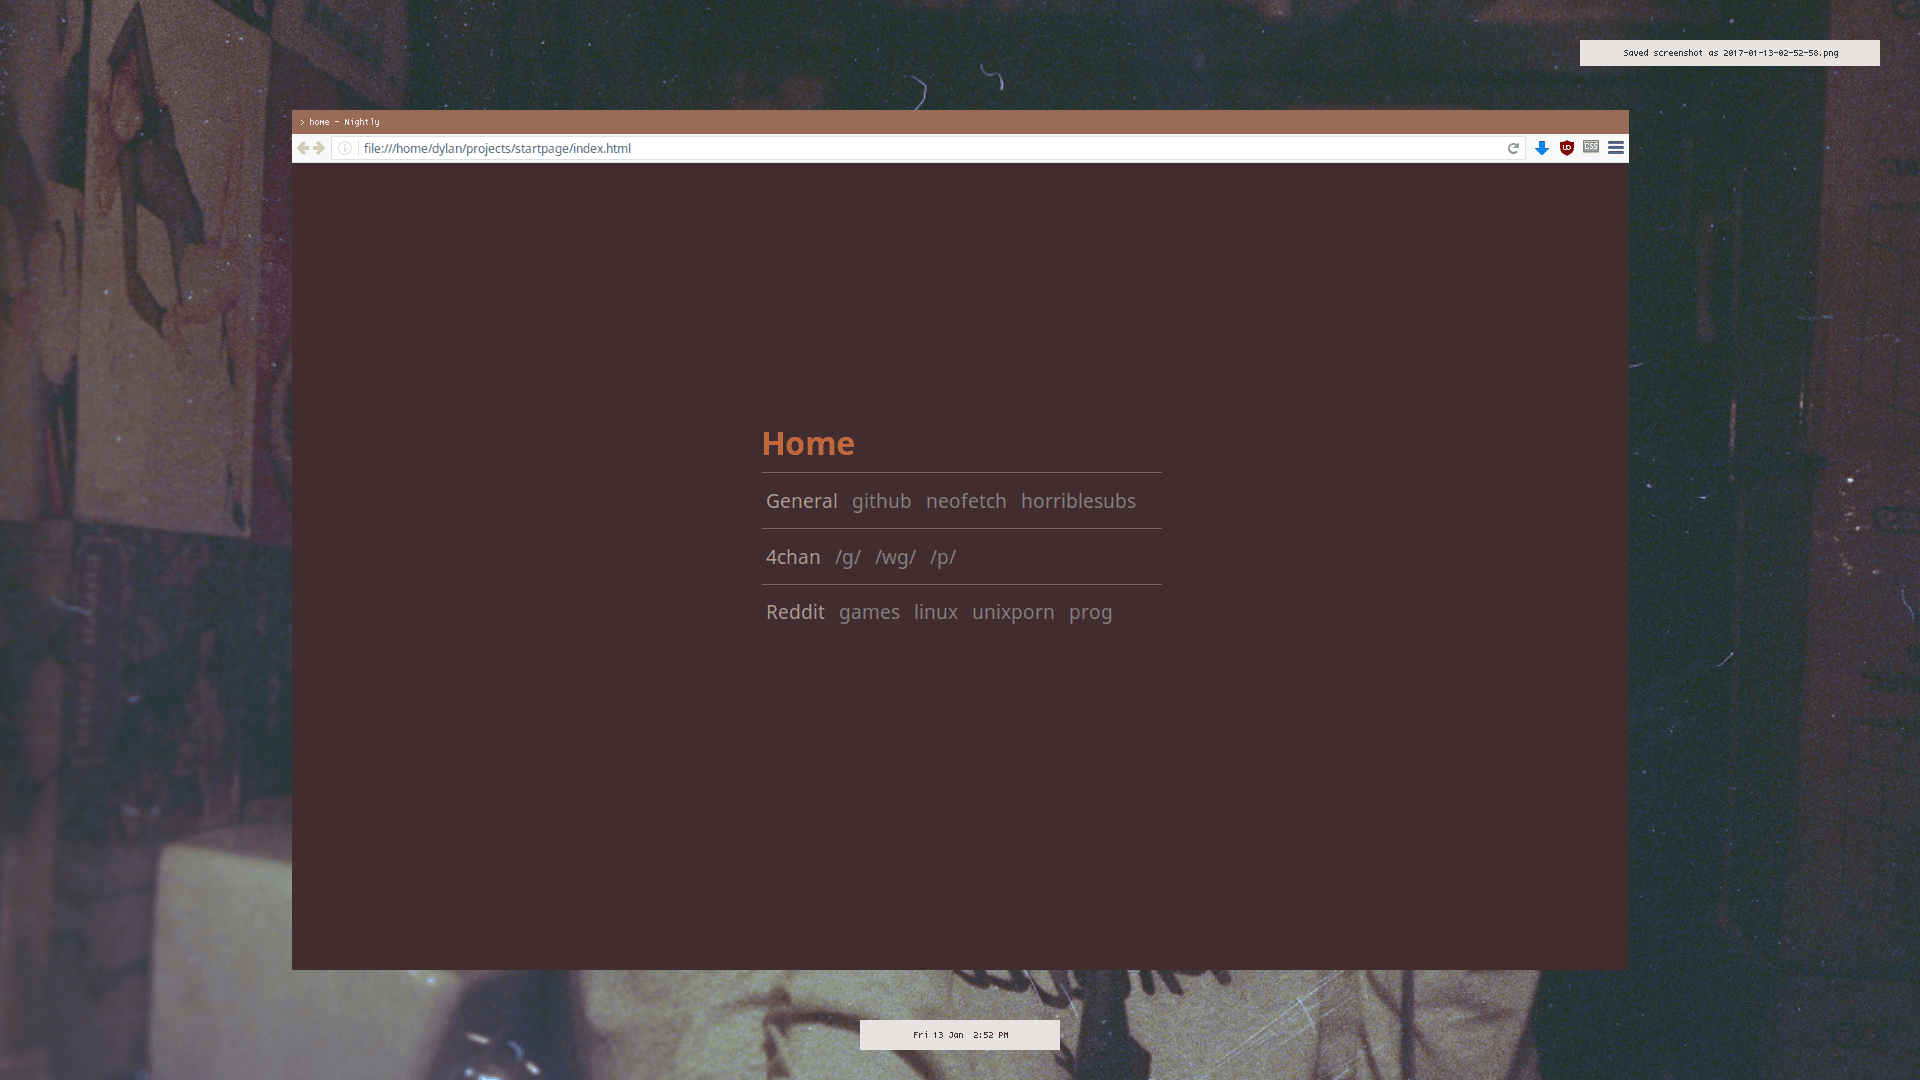 Saved screenshot as 2017-01-13-02-52-58.png
> home - Nightly
file:///home/dylan/projects/startpage/index.html
CSS
Home
General github neofetch horriblesubs
4chan /g/ /wg/ /p/
Reddit games linux unixporn prog
Fri 13 Jan 2:52 PM